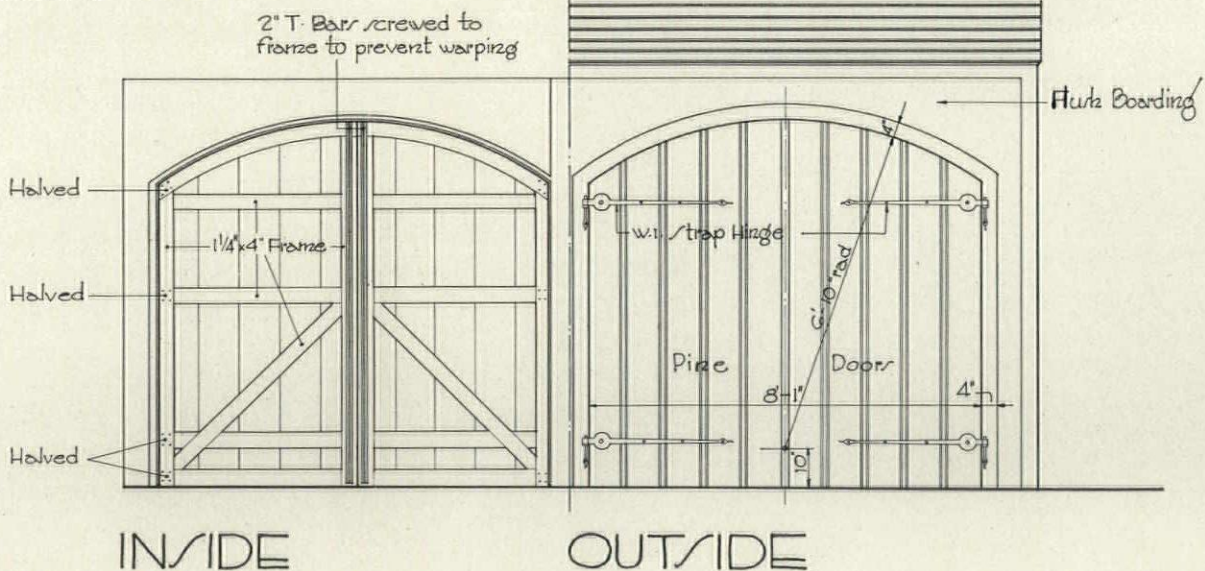 2" T. Bars screwed to
frame to prevent warping
Flush Boarding
Halved
4"
w.i. Strap Hinge
1¼"x4" Frame
6'-10" rad
Halved
Pine Doors
8'-1"
4"
Halved
10"
INSIDE
OUTSIDE